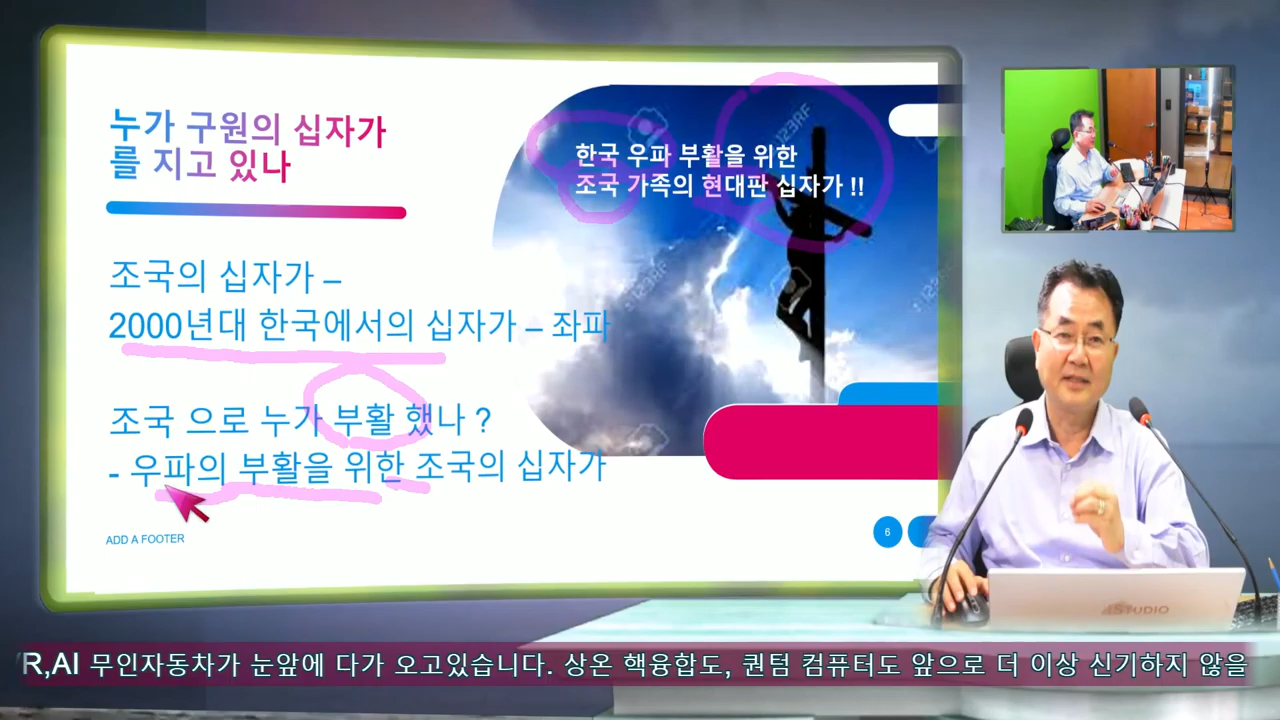 누가 구원의 십자가
를 지고 있나
한국 우파 부활을 위한
조국 가족의 현대판 십자가 !!
조국의 십자가 –
2000년대 한국에서의 십자가 – 좌파
조국 으로 누가 부활 했나 ?
- 우파의 부활을 위한 조국의 십자가
ADD A FOOTER
6
123RF
123RF
STUDIO
R,AI 무인자동차가 눈앞에 다가 오고있습니다. 상온 핵융합도, 퀀텀 컴퓨터도 앞으로 더 이상 신기하지 않을